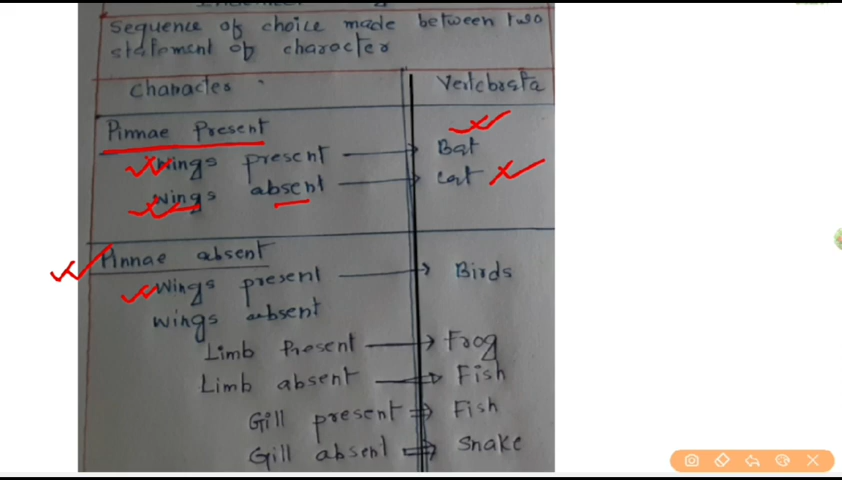 Sequence of choice made between two
statement of character
Character
Vertebrata
Pinnae Present
Wings present → Bat
Wings absent → Cat
Pinnae absent
Wings present → Birds
Wings absent
Limb Present → Frog
Limb absent → Fish
Gill present ⇒ Fish
Gill absent ⇒ Snake